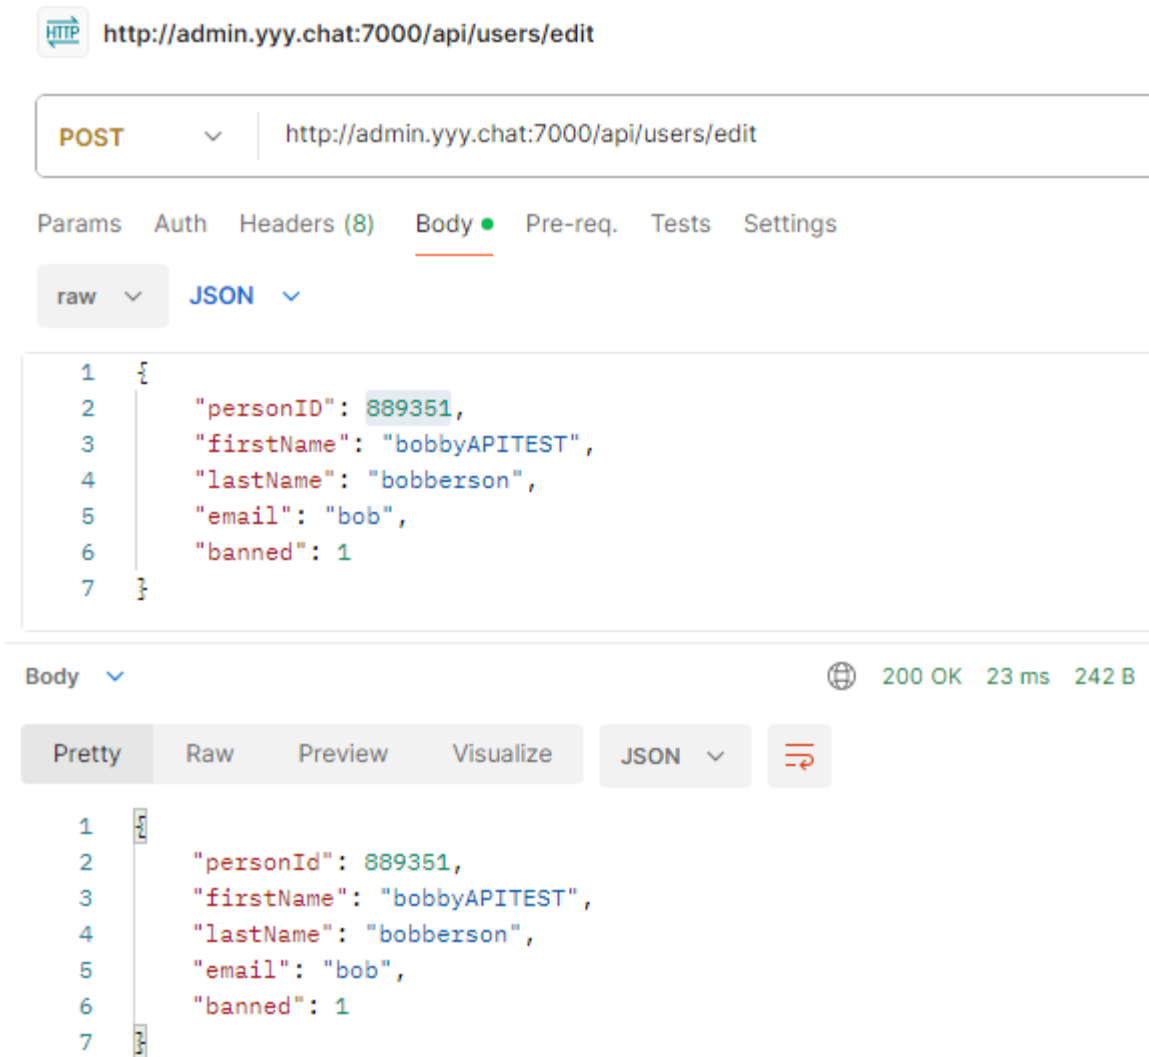 HTTP http://admin.yyy.chat:7000/api/users/edit
POST http://admin.yyy.chat:7000/api/users/edit
Params Auth Headers (8) Body Pre-req. Tests Settings
raw JSON
1 {
2 "personID": 889351,
3 "firstName": "bobbyAPITEST",
4 "lastName": "bobberson",
5 "email": "bob",
6 "banned": 1
7 }
Body 200 OK 23 ms 242 B
Pretty Raw Preview Visualize JSON
1 {
2 "personId": 889351,
3 "firstName": "bobbyAPITEST",
4 "lastName": "bobberson",
5 "email": "bob",
6 "banned": 1
7 }